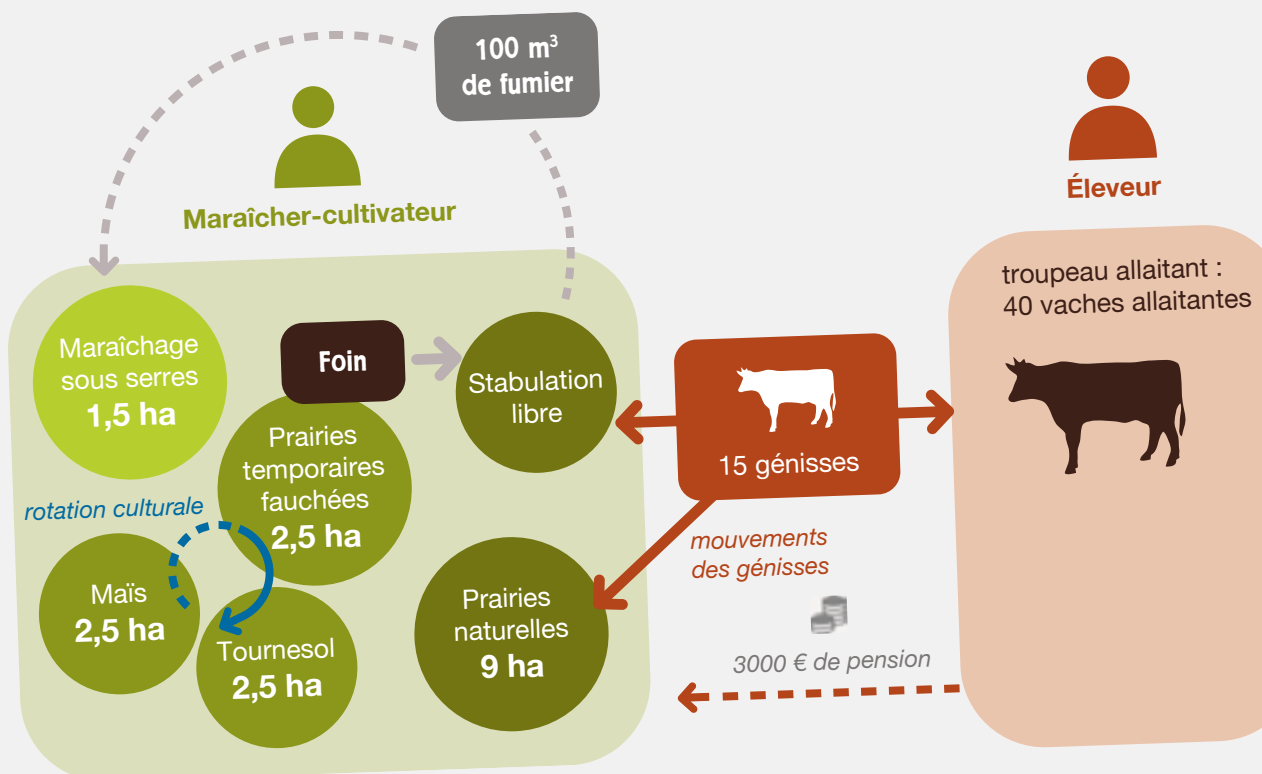 100 m³
de fumier
Maraîcher-cultivateur
Éleveur
Maraîchage
sous serres
1,5 ha
Foin
Stabulation
libre
Prairies
temporaires
fauchées
2,5 ha
rotation culturale
Maïs
2,5 ha
Tournesol
2,5 ha
Prairies
naturelles
9 ha
15 génisses
mouvements
des génisses
3000 € de pension
troupeau allaitant :
40 vaches allaitantes